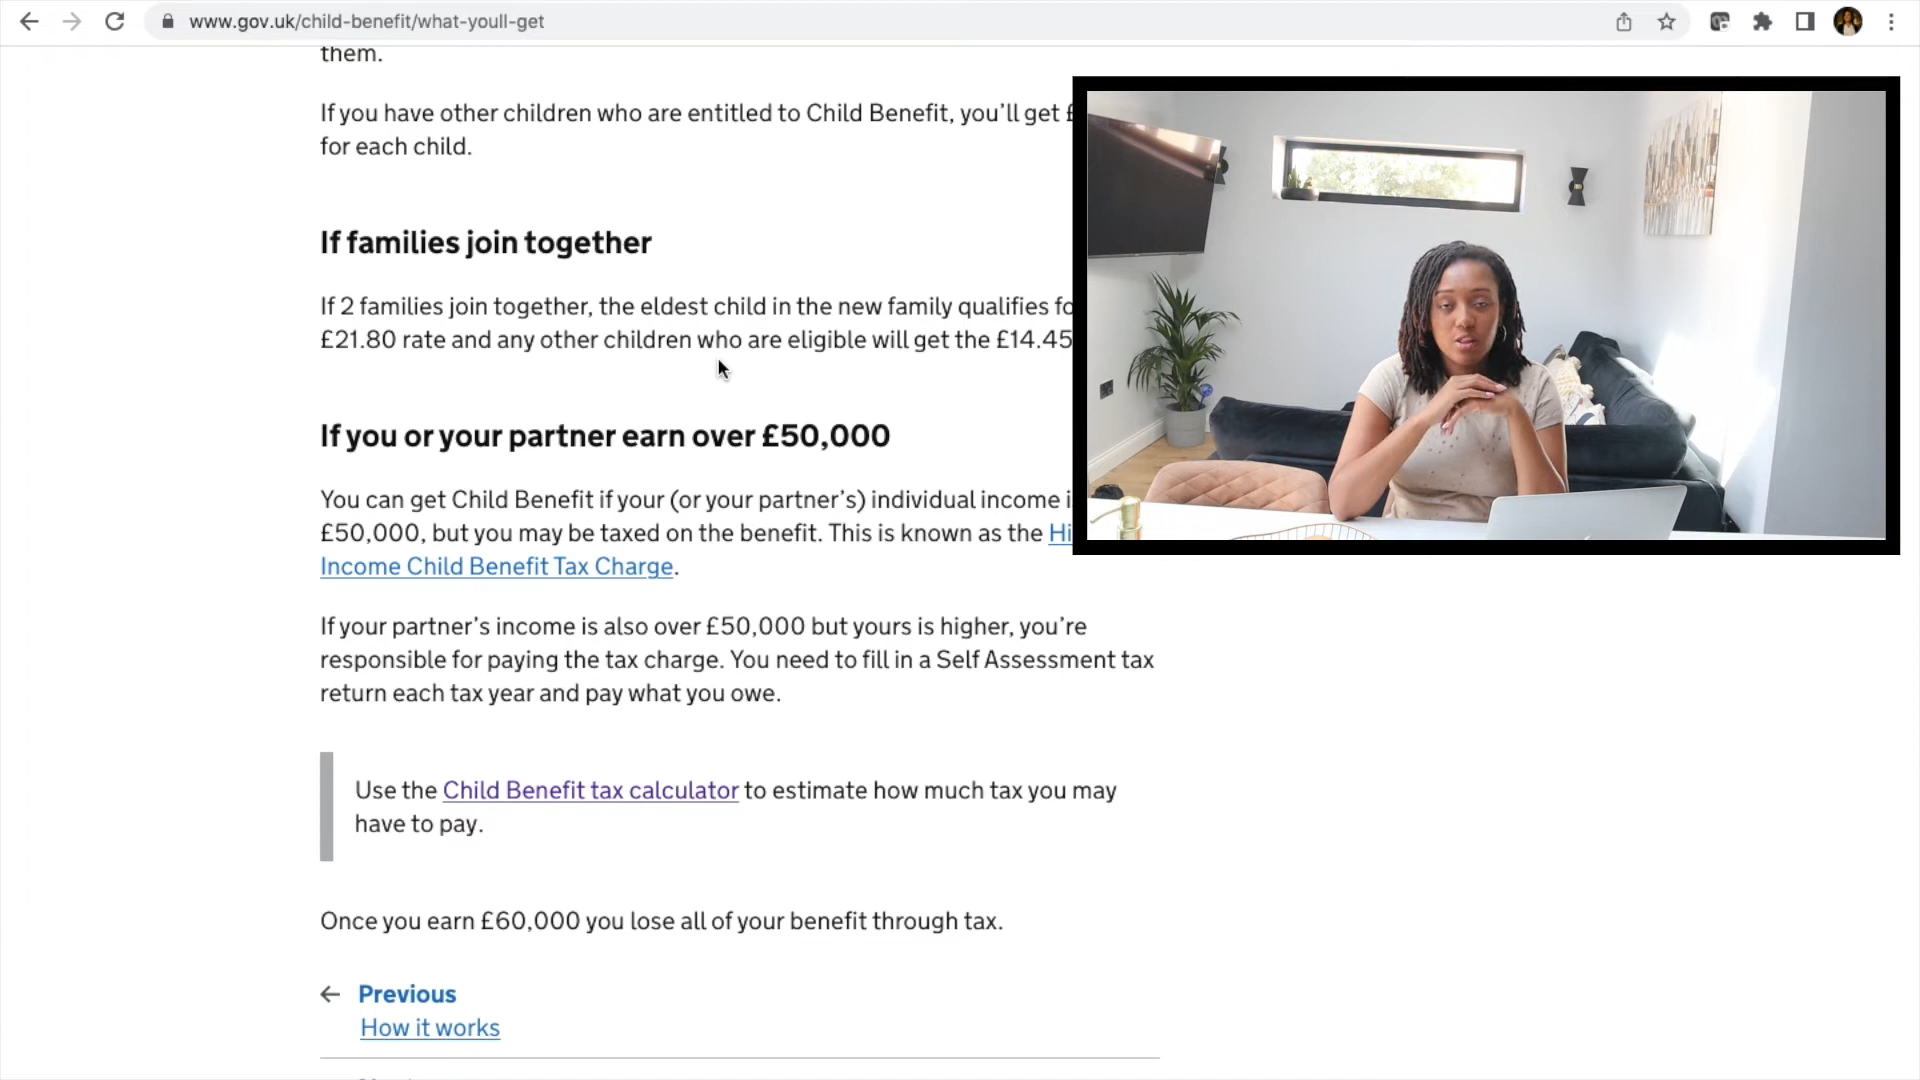 www.gov.uk/child-benefit/what-youll-get
them.
If you have other children who are entitled to Child Benefit, you'll get
for each child.
If families join together
If 2 families join together, the eldest child in the new family qualifies
£21.80 rate and any other children who are eligible will get the £14.45
If you or your partner earn over £50,000
You can get Child Benefit if your (or your partner's) individual income
£50,000, but you may be taxed on the benefit. This is known as the
Income Child Benefit Tax Charge.
If your partner's income is also over £50,000 but yours is higher, you're
responsible for paying the tax charge. You need to fill in a Self Assessment tax
return each tax year and pay what you owe.
Use the Child Benefit tax calculator to estimate how much tax you may
have to pay.
Once you earn £60,000 you lose all of your benefit through tax.
Previous
How it works